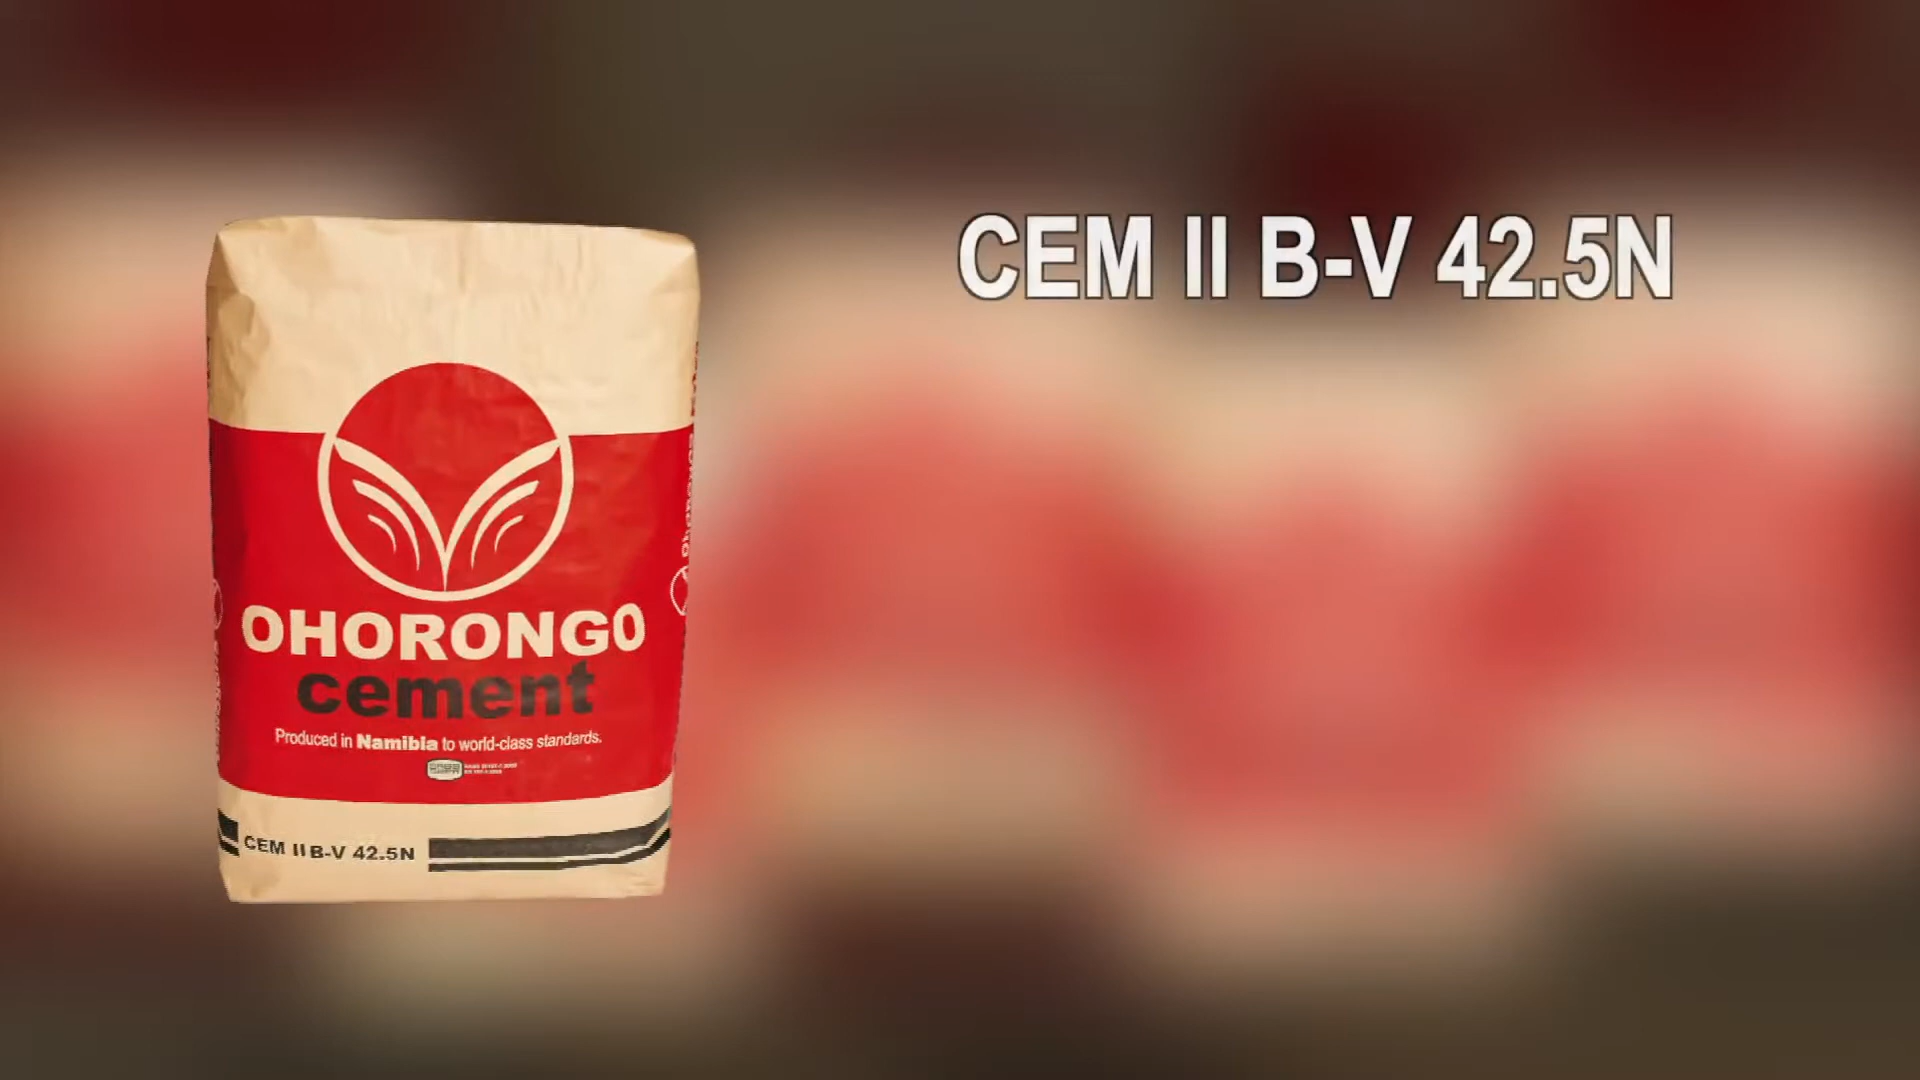 CEM II B-V 42.5N
OHORONGO
cement
Produced in Namibia to world-class standards.
CEM II B-V 42.5N